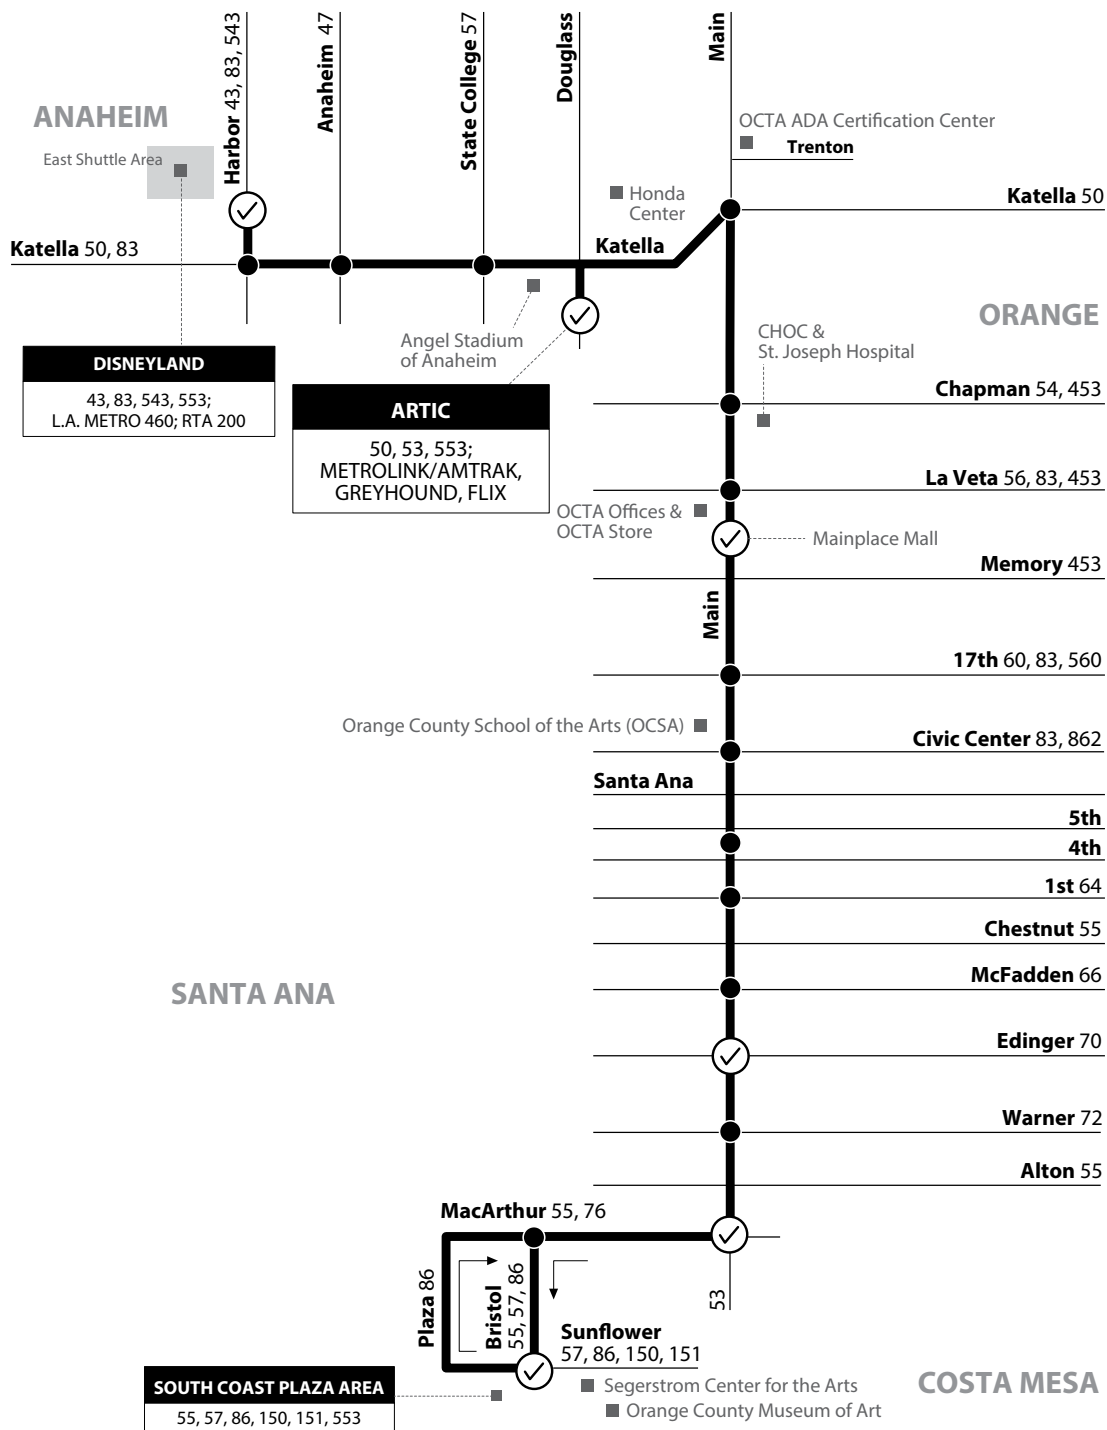 Harbor 43, 83, 543
Anaheim 47
State College 57
Douglass
Main
ANAHEIM
East Shuttle Area
OCTA ADA Certification Center
Trenton
Honda
Center
Katella 50
Katella 50, 83
Katella
ORANGE
Angel Stadium
of Anaheim
CHOC &
St. Joseph Hospital
DISNEYLAND
43, 83, 543, 553;
L.A. METRO 460; RTA 200
ARTIC
50, 53, 553;
METROLINK/AMTRAK,
GREYHOUND, FLIX
Chapman 54, 453
La Veta 56, 83, 453
OCTA Offices &
OCTA Store
Mainplace Mall
Memory 453
Main
17th 60, 83, 560
Orange County School of the Arts (OCSA)
Civic Center 83, 862
Santa Ana
5th
4th
1st 64
Chestnut 55
McFadden 66
SANTA ANA
Edinger 70
Warner 72
Alton 55
MacArthur 55, 76
Plaza 86
Bristol
55, 57, 86
53
Sunflower
57, 86, 150, 151
SOUTH COAST PLAZA AREA
55, 57, 86, 150, 151, 553
Segerstrom Center for the Arts
Orange County Museum of Art
COSTA MESA